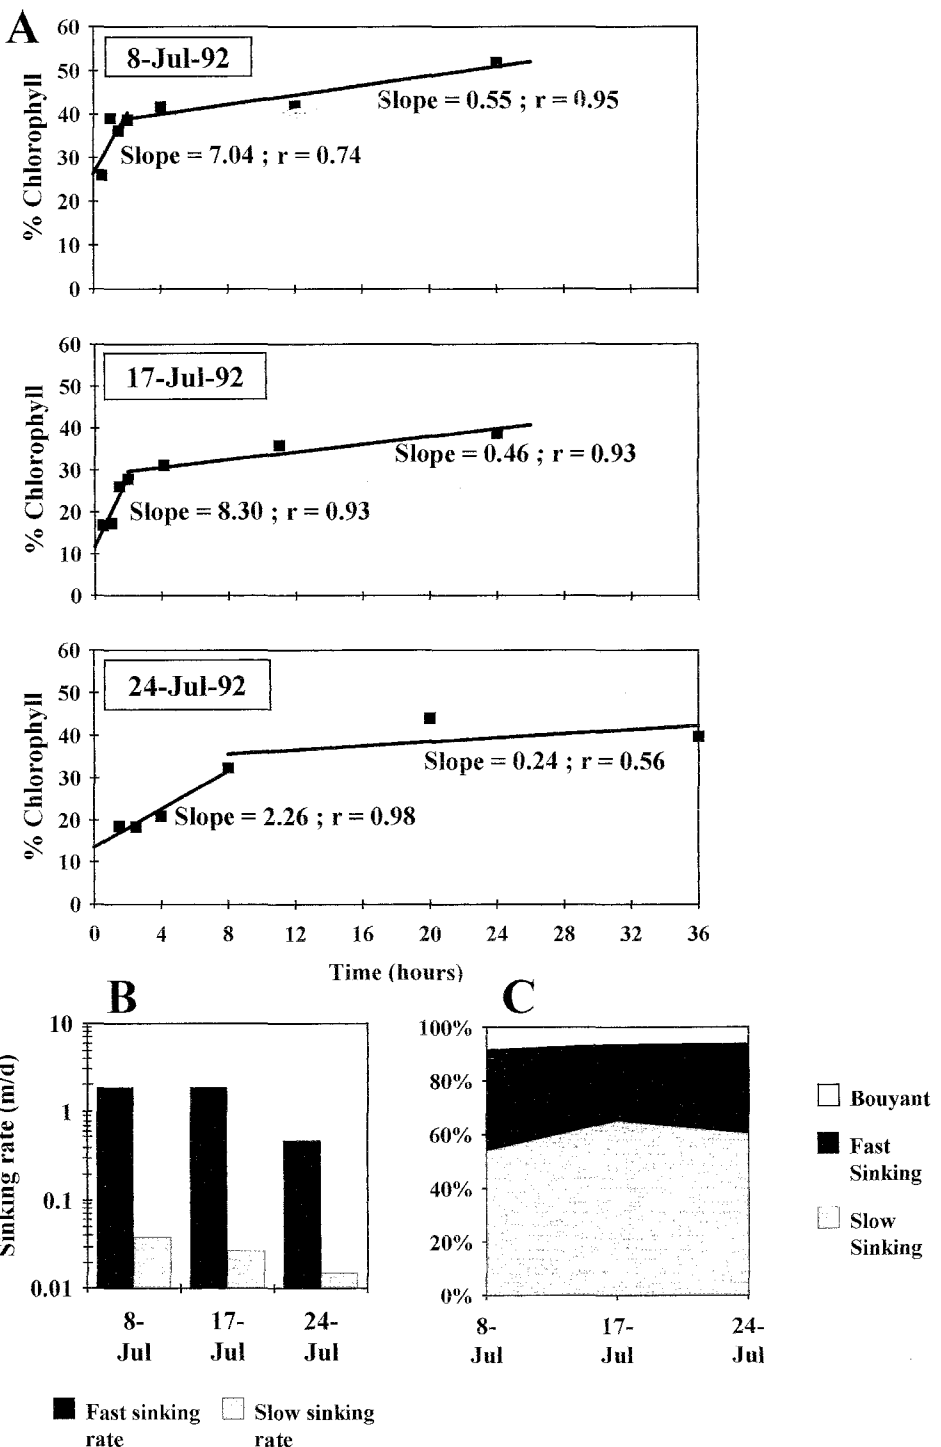 A
60
8-Jul-92
50
40
30
20
10
0
% Chlorophyll
Slope = 0.55 ; r = 0.95
Slope = 7.04 ; r = 0.74
60
17-Jul-92
50
40
30
20
10
0
% Chlorophyll
Slope = 0.46 ; r = 0.93
Slope = 8.30 ; r = 0.93
60
24-Jul-92
50
40
30
20
10
0
% Chlorophyll
Slope = 0.24 ; r = 0.56
Slope = 2.26 ; r = 0.98
0 4 8 12 16 20 24 28 32 36
Time (hours)
B
10
1
0.1
0.01
Sinking rate (m/d)
8-
Jul
17-
Jul
24-
Jul
Fast sinking
rate
Slow sinking
rate
C
100%
80%
60%
40%
20%
0%
8-
Jul
17-
Jul
24-
Jul
Bouyant
Fast
Sinking
Slow
Sinking